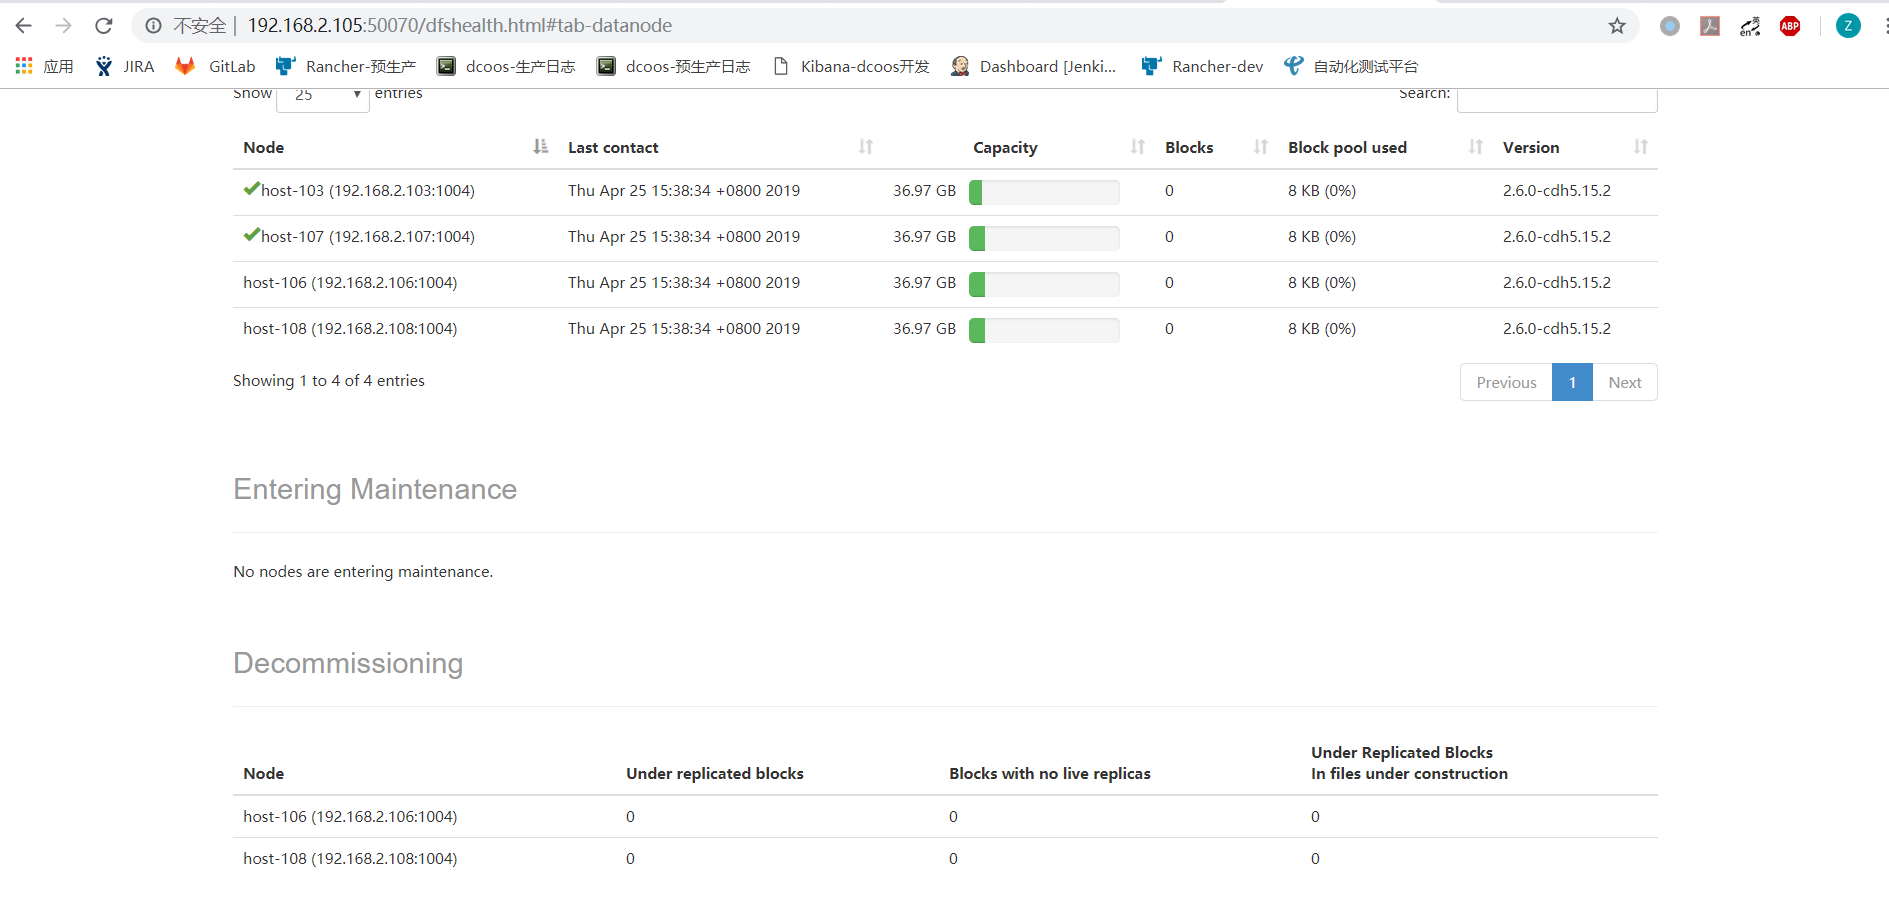 不安全 | 192.168.2.105:50070/dfshealth.html#tab-datanode
英
en
ABP
Z
应用 JIRA GitLab Rancher-预生产 dcoos-生产日志 dcoos-预生产日志 Kibana-dcoos开发 Dashboard [Jenki... Rancher-dev 自动化测试平台
Show 25 entries Search:
Node Last contact Capacity Blocks Block pool used Version
host-103 (192.168.2.103:1004) Thu Apr 25 15:38:34 +0800 2019 36.97 GB 0 8 KB (0%) 2.6.0-cdh5.15.2
host-107 (192.168.2.107:1004) Thu Apr 25 15:38:34 +0800 2019 36.97 GB 0 8 KB (0%) 2.6.0-cdh5.15.2
host-106 (192.168.2.106:1004) Thu Apr 25 15:38:34 +0800 2019 36.97 GB 0 8 KB (0%) 2.6.0-cdh5.15.2
host-108 (192.168.2.108:1004) Thu Apr 25 15:38:34 +0800 2019 36.97 GB 0 8 KB (0%) 2.6.0-cdh5.15.2
Showing 1 to 4 of 4 entries Previous 1 Next
Entering Maintenance
No nodes are entering maintenance.
Decommissioning
Under Replicated Blocks
Node Under replicated blocks Blocks with no live replicas In files under construction
host-106 (192.168.2.106:1004) 0 0 0
host-108 (192.168.2.108:1004) 0 0 0